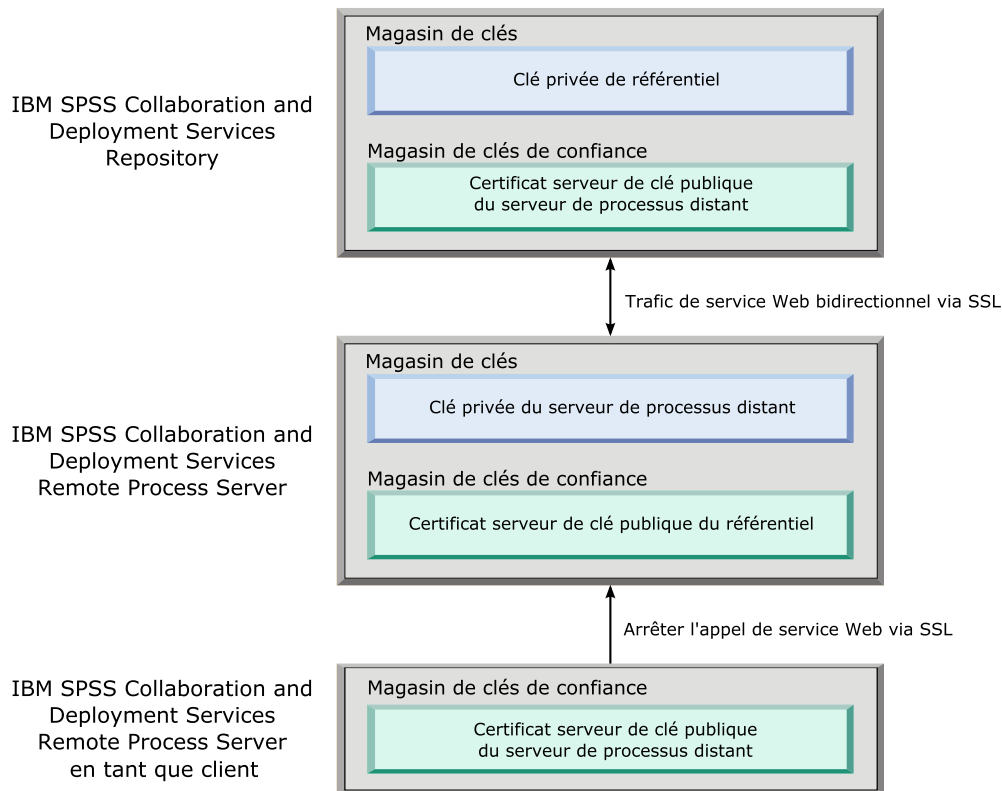 Magasin de clés
Clé privée de référentiel
IBM SPSS Collaboration and
Deployment Services
Repository
Magasin de clés de confiance
Certificat serveur de clé publique
du serveur de processus distant
Trafic de service Web bidirectionnel via SSL
Magasin de clés
Clé privée du serveur de processus distant
IBM SPSS Collaboration and
Deployment Services
Remote Process Server
Magasin de clés de confiance
Certificat serveur de clé publique du référentiel
Arrêter l'appel de service Web via SSL
IBM SPSS Collaboration and
Deployment Services
Remote Process Server
en tant que client
Magasin de clés de confiance
Certificat serveur de clé publique
du serveur de processus distant